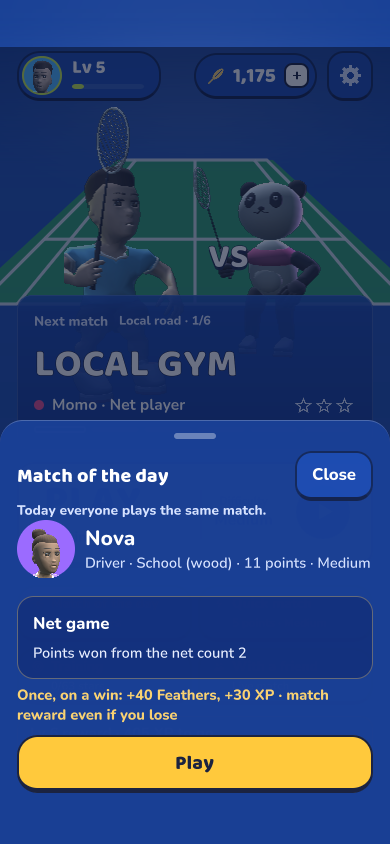 Lv 5
1,175
+
VS
Next match Local road · 1/6
LOCAL GYM
Momo · Net player
Match of the day
Close
Today everyone plays the same match.
Nova
Driver · School (wood) · 11 points · Medium
Net game
Points won from the net count 2
Once, on a win: +40 Feathers, +30 XP · match
reward even if you lose
Play